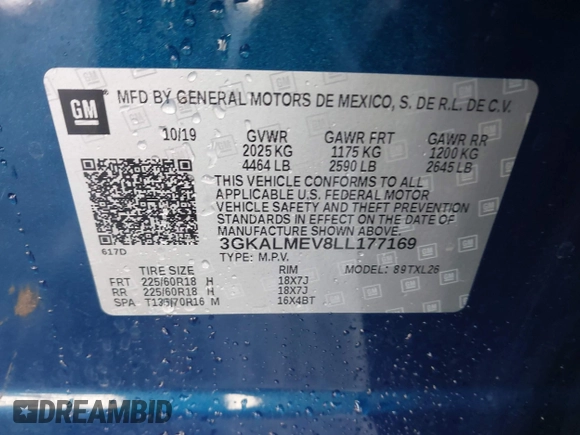 GM
MFD BY GENERAL MOTORS DE MEXICO, S. DE R.L. DE C.V.
10/19 GVWR GAWR FRT GAWR RR
2025 KG 1175 KG 1200 KG
4464 LB 2590 LB 2645 LB
THIS VEHICLE CONFORMS TO ALL
APPLICABLE U.S. FEDERAL MOTOR
VEHICLE SAFETY AND THEFT PREVENTION
STANDARDS IN EFFECT ON THE DATE OF
MANUFACTURE SHOWN ABOVE.
617D
3GKALMEV8LL177169
TYPE: M.P.V. MODEL: 89TXL26
TIRE SIZE RIM
FRT 225/60R18 H 18X7J
RR 225/60R18 H 18X7J
SPA T135/70R16 M 16X4BT
DREAMBID